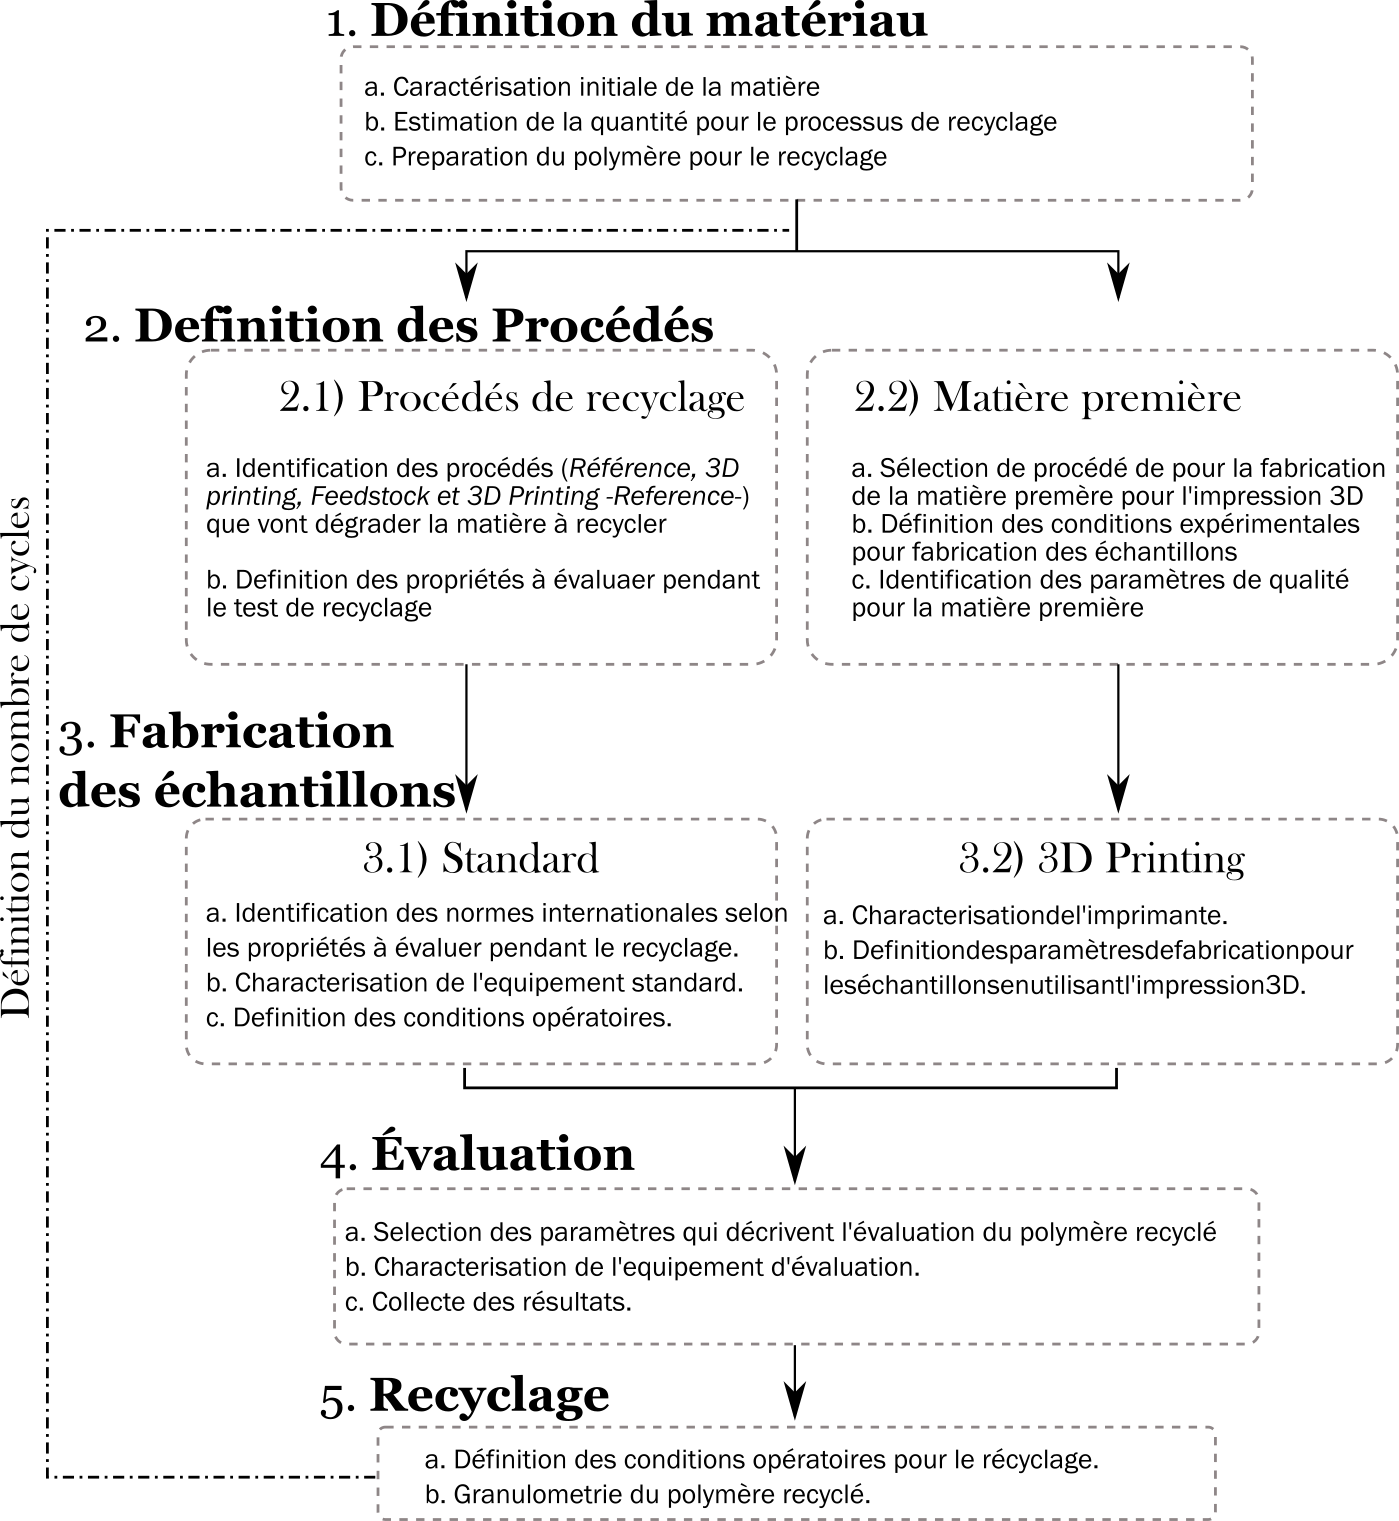 1. Définition du matériau
a. Caractérisation initiale de la matière
b. Estimation de la quantité pour le processus de recyclage
c. Preparation du polymère pour le recyclage
2. Definition des Procédés
2.1) Procédés de recyclage
a. Identification des procédés (Référence, 3D
printing, Feedstock et 3D Printing -Reference-)
que vont dégrader la matière à recycler
b. Definition des propriétés à évaluaer pendant
le test de recyclage
2.2) Matière première
a. Sélection de procédé de pour la fabrication
de la matière premère pour l'impression 3D
b. Définition des conditions expérimentales
pour fabrication des échantillons
c. Identification des paramètres de qualité
pour la matière première
Définition du nombre de cycles
3. Fabrication
des échantillons
3.1) Standard
a. Identification des normes internationales selon
les propriétés à évaluer pendant le recyclage.
b. Characterisation de l'equipement standard.
c. Definition des conditions opératoires.
3.2) 3D Printing
a. Characterisationdel'imprimante.
b. Definitiondesparamètresdefabricationpour
leséchantillonsenutilisantl'impression3D.
4. Évaluation
a. Selection des paramètres qui décrivent l'évaluation du polymère recyclé
b. Characterisation de l'equipement d'évaluation.
c. Collecte des résultats.
5. Recyclage
a. Définition des conditions opératoires pour le récyclage.
b. Granulometrie du polymère recyclé.